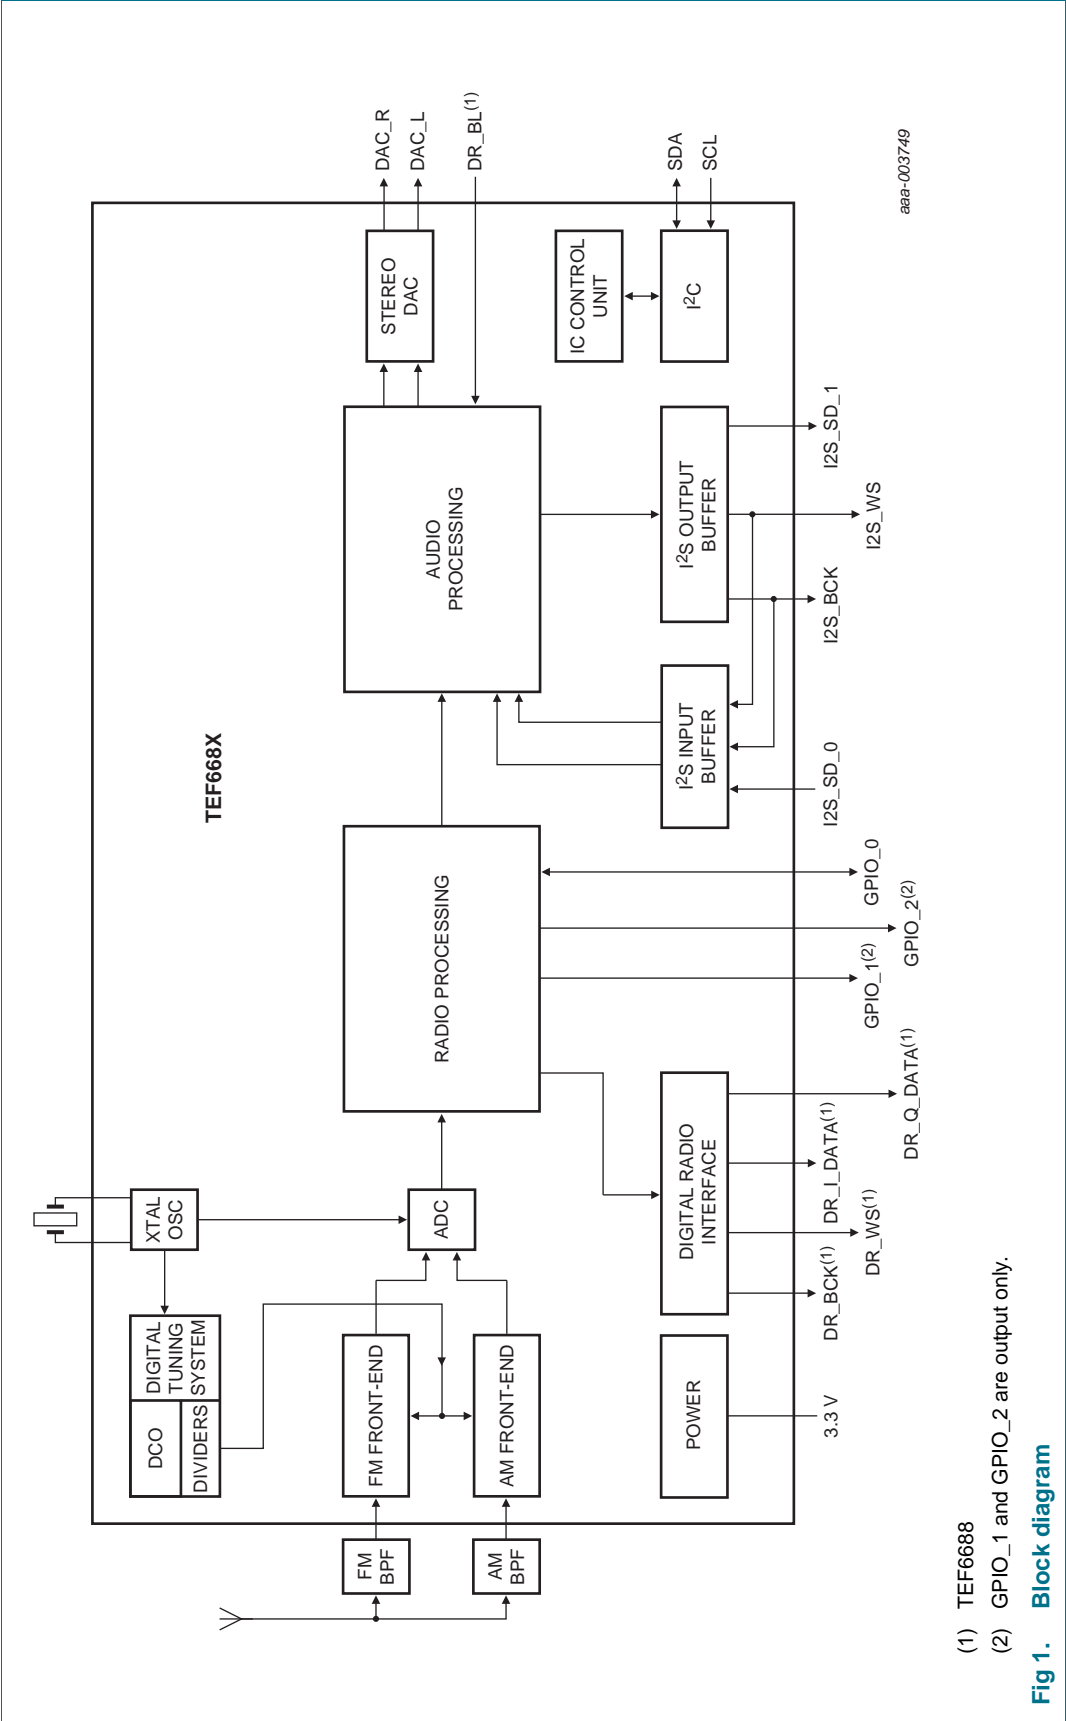 TEF668X
XTAL
OSC
DCO
DIVIDERS
DIGITAL
TUNING
SYSTEM
FM
BPF
AM
BPF
FM FRONT-END
AM FRONT-END
ADC
RADIO PROCESSING
AUDIO
PROCESSING
STEREO
DAC
DAC_R
DAC_L
DR_BL(1)
IC CONTROL
UNIT
I2C
SDA
SCL
POWER
3.3 V
DIGITAL RADIO
INTERFACE
DR_BCK(1)
DR_WS(1)
DR_I_DATA(1)
DR_Q_DATA(1)
GPIO_1(2)
GPIO_2(2)
GPIO_0
I2S INPUT
BUFFER
I2S_SD_0
I2S OUTPUT
BUFFER
I2S_BCK
I2S_WS
I2S_SD_1
aaa-003749
(1) TEF6688
(2) GPIO_1 and GPIO_2 are output only.
Fig 1. Block diagram